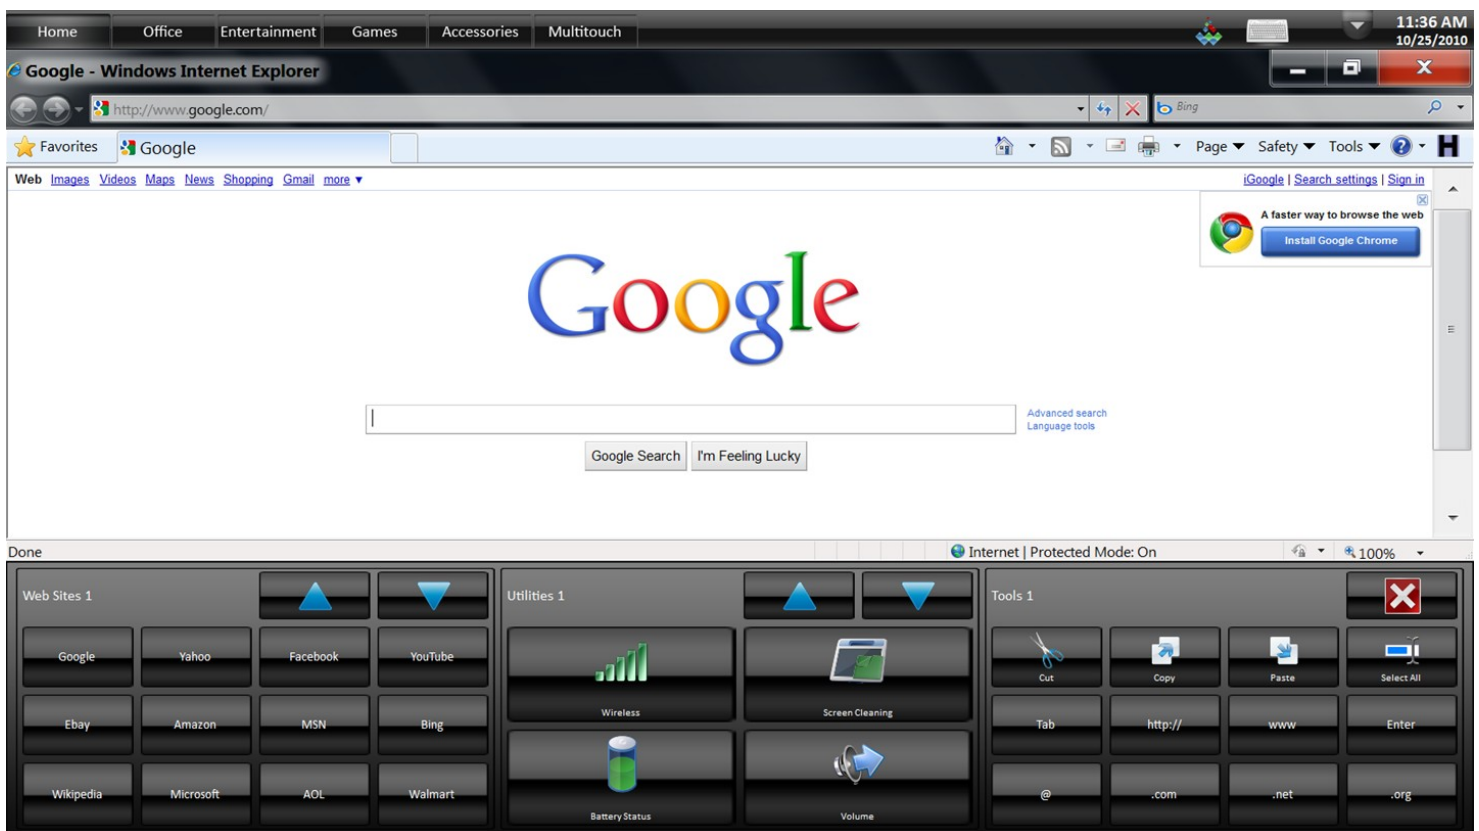 Home Office Entertainment Games Accessories Multitouch 11:36 AM
10/25/2010
Google - Windows Internet Explorer
http://www.google.com/ Bing
Favorites Google Page Safety Tools
Web Images Videos Maps News Shopping Gmail more iGoogle | Search settings | Sign in
A faster way to browse the web
Install Google Chrome
Google
Advanced search
Language tools
Google Search I'm Feeling Lucky
Done Internet | Protected Mode: On 100%
Web Sites 1 Utilities 1 Tools 1
Google Yahoo Facebook YouTube
Cut Copy Paste Select All
Wireless Screen Cleaning
Ebay Amazon MSN Bing Tab http:// www Enter
Wikipedia Microsoft AOL Walmart @ .com .net .org
Battery Status Volume